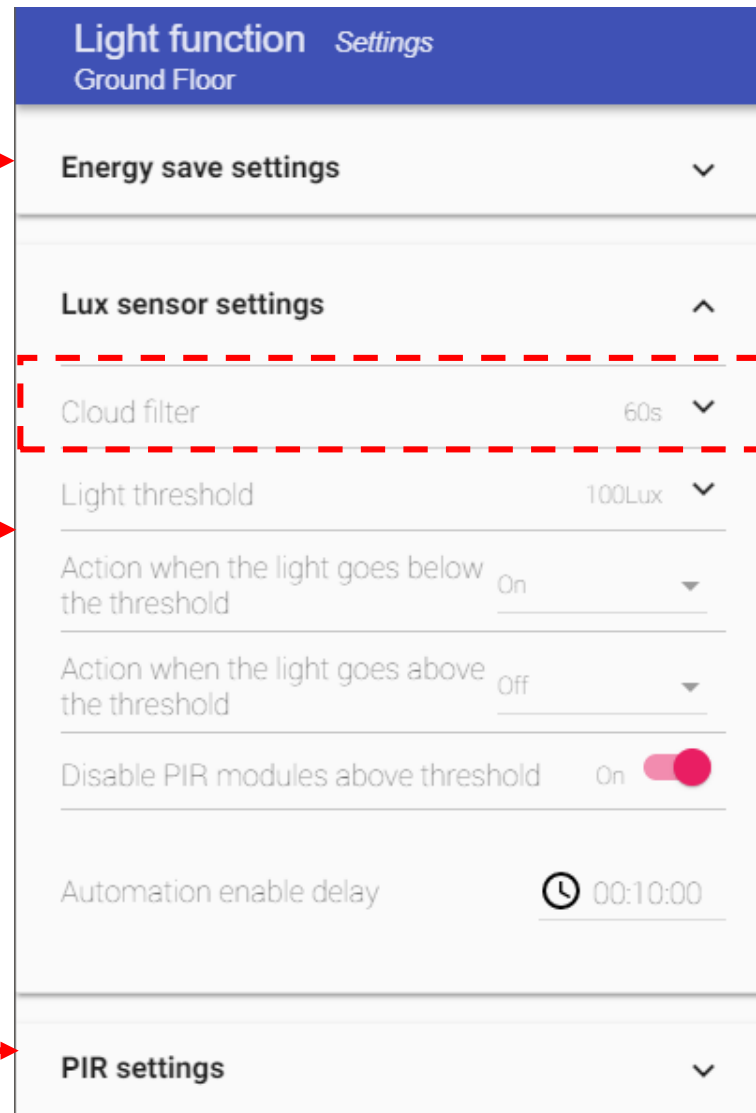 Light function Settings
Ground Floor
Energy save settings
Lux sensor settings
Cloud filter 60s
Light threshold 100Lux
Action when the light goes below
the threshold On
Action when the light goes above
the threshold Off
Disable PIR modules above threshold On
Automation enable delay 00:10:00
PIR settings